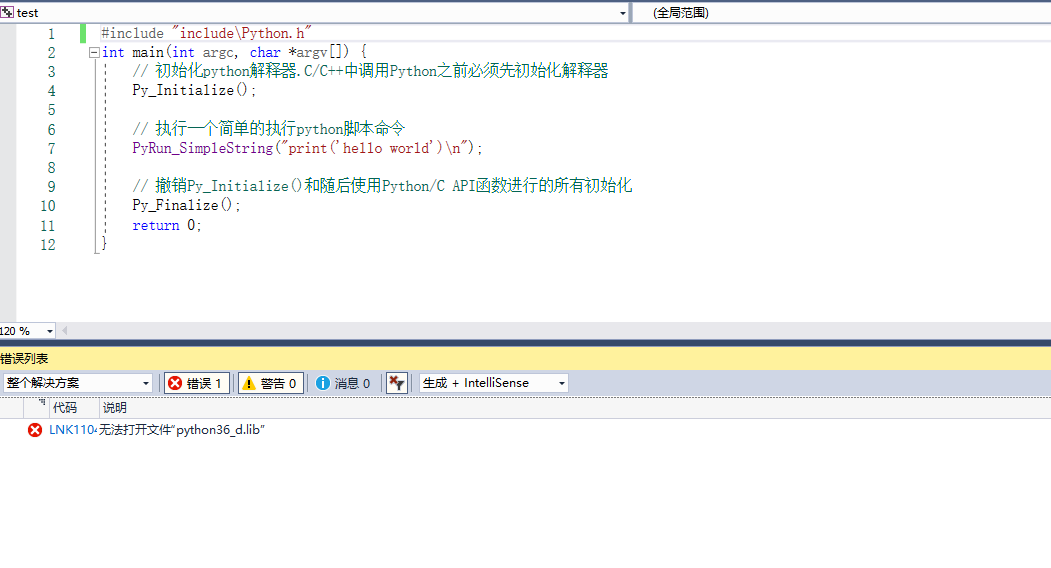 test (全局范围)
1 #include "include\Python.h"
2 int main(int argc, char *argv[]) {
3 // 初始化python解释器.C/C++中调用Python之前必须先初始化解释器
4 Py_Initialize();
5
6 // 执行一个简单的执行python脚本命令
7 PyRun_SimpleString("print('hello world')\n");
8
9 // 撤销Py_Initialize()和随后使用Python/C API函数进行的所有初始化
10 Py_Finalize();
11 return 0;
12 }
120 %
错误列表
整个解决方案 错误 1 警告 0 消息 0 生成 + IntelliSense
代码 说明
LNK110 无法打开文件“python36_d.lib”